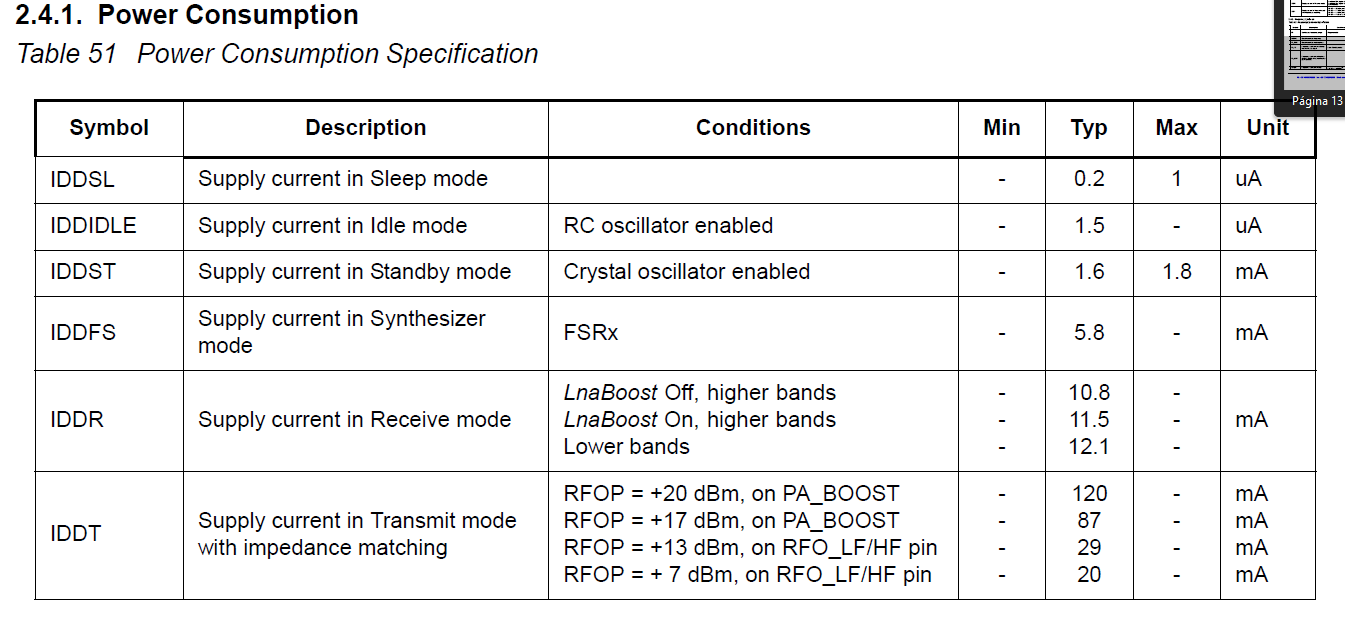 2.4.1. Power Consumption
Table 51 Power Consumption Specification
Página 13
Symbol Description Conditions Min Typ Max Unit
IDDSL Supply current in Sleep mode - 0.2 1 uA
IDDIDLE Supply current in Idle mode RC oscillator enabled - 1.5 - uA
IDDST Supply current in Standby mode Crystal oscillator enabled - 1.6 1.8 mA
IDDFS Supply current in Synthesizer
mode FSRx - 5.8 - mA
IDDR Supply current in Receive mode
LnaBoost Off, higher bands - 10.8 -
LnaBoost On, higher bands - 11.5 - mA
Lower bands - 12.1 -
IDDT Supply current in Transmit mode
with impedance matching
RFOP = +20 dBm, on PA_BOOST - 120 - mA
RFOP = +17 dBm, on PA_BOOST - 87 - mA
RFOP = +13 dBm, on RFO_LF/HF pin - 29 - mA
RFOP = + 7 dBm, on RFO_LF/HF pin - 20 - mA